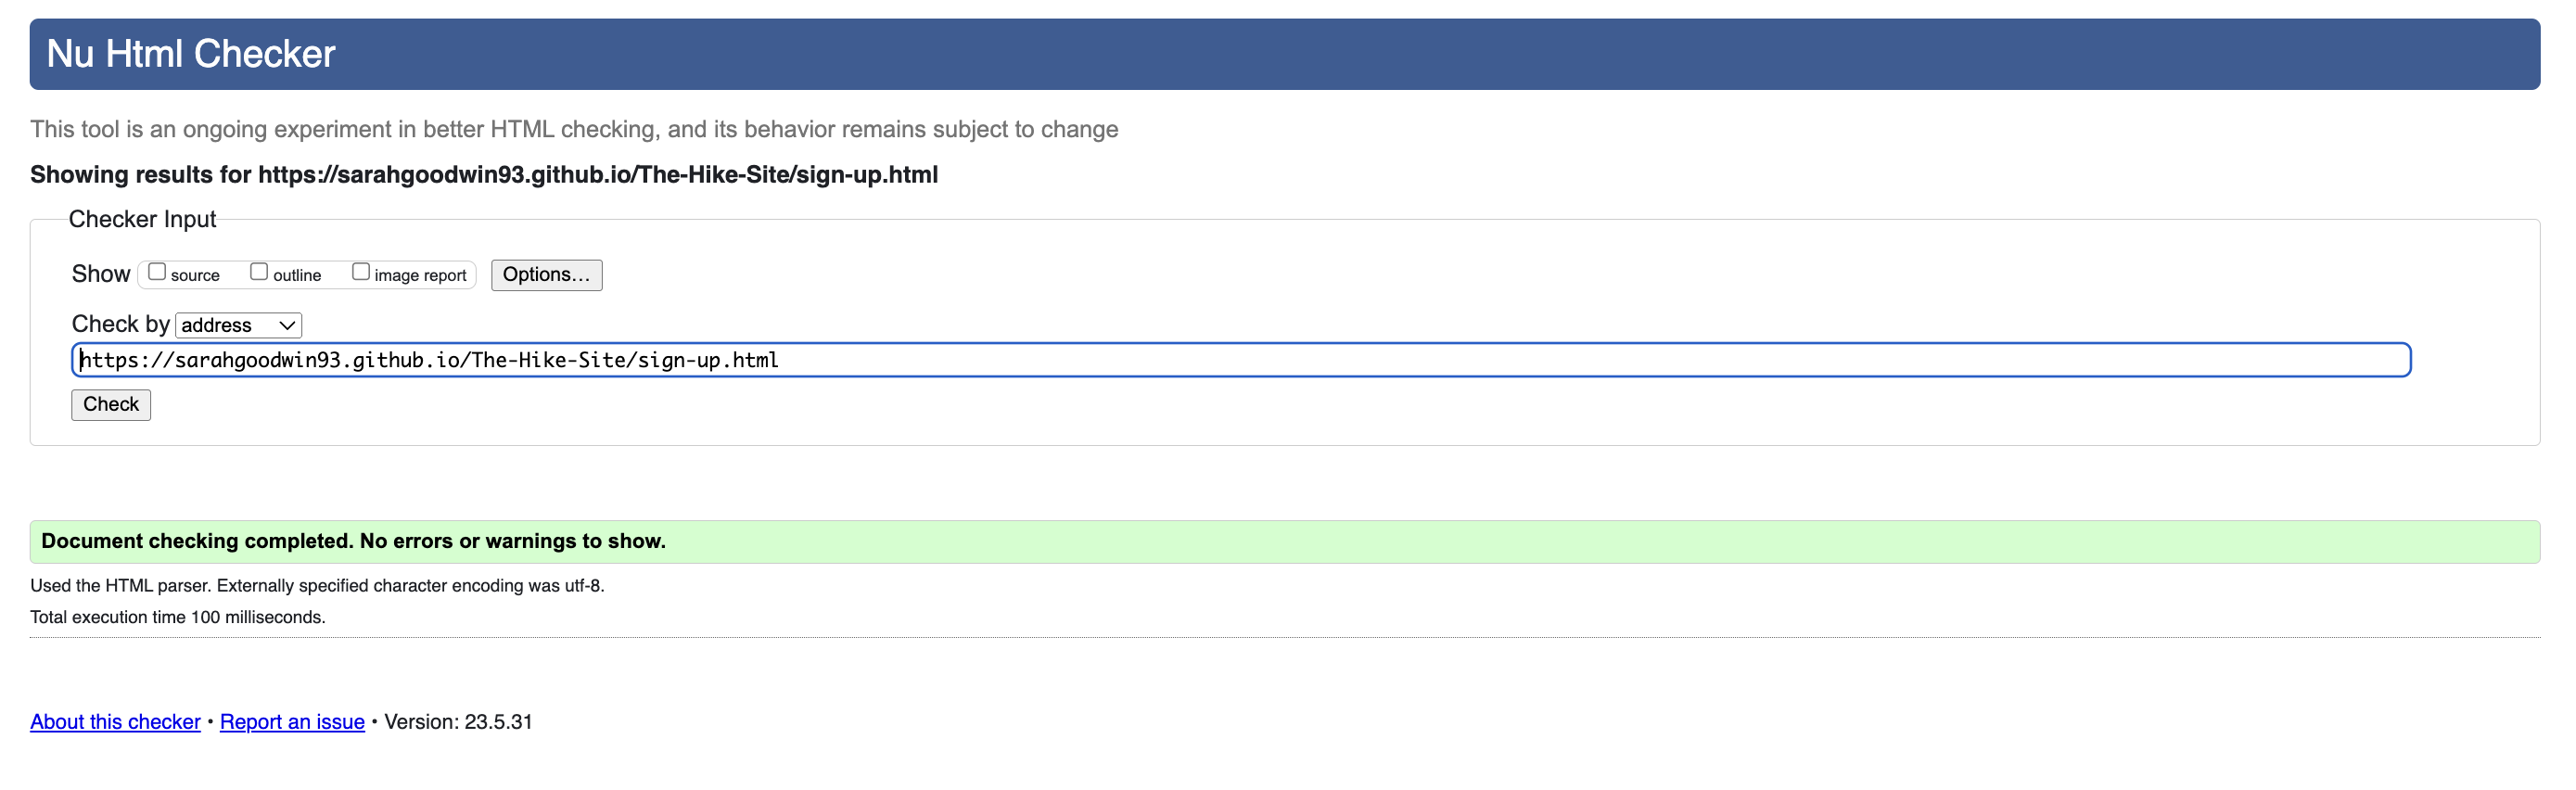 Nu Html Checker
This tool is an ongoing experiment in better HTML checking, and its behavior remains subject to change
Showing results for https://sarahgoodwin93.github.io/The-Hike-Site/sign-up.html
Checker Input
Show source outline image report Options…
Check by address
https://sarahgoodwin93.github.io/The-Hike-Site/sign-up.html
Check
Document checking completed. No errors or warnings to show.
Used the HTML parser. Externally specified character encoding was utf-8.
Total execution time 100 milliseconds.
About this checker • Report an issue • Version: 23.5.31